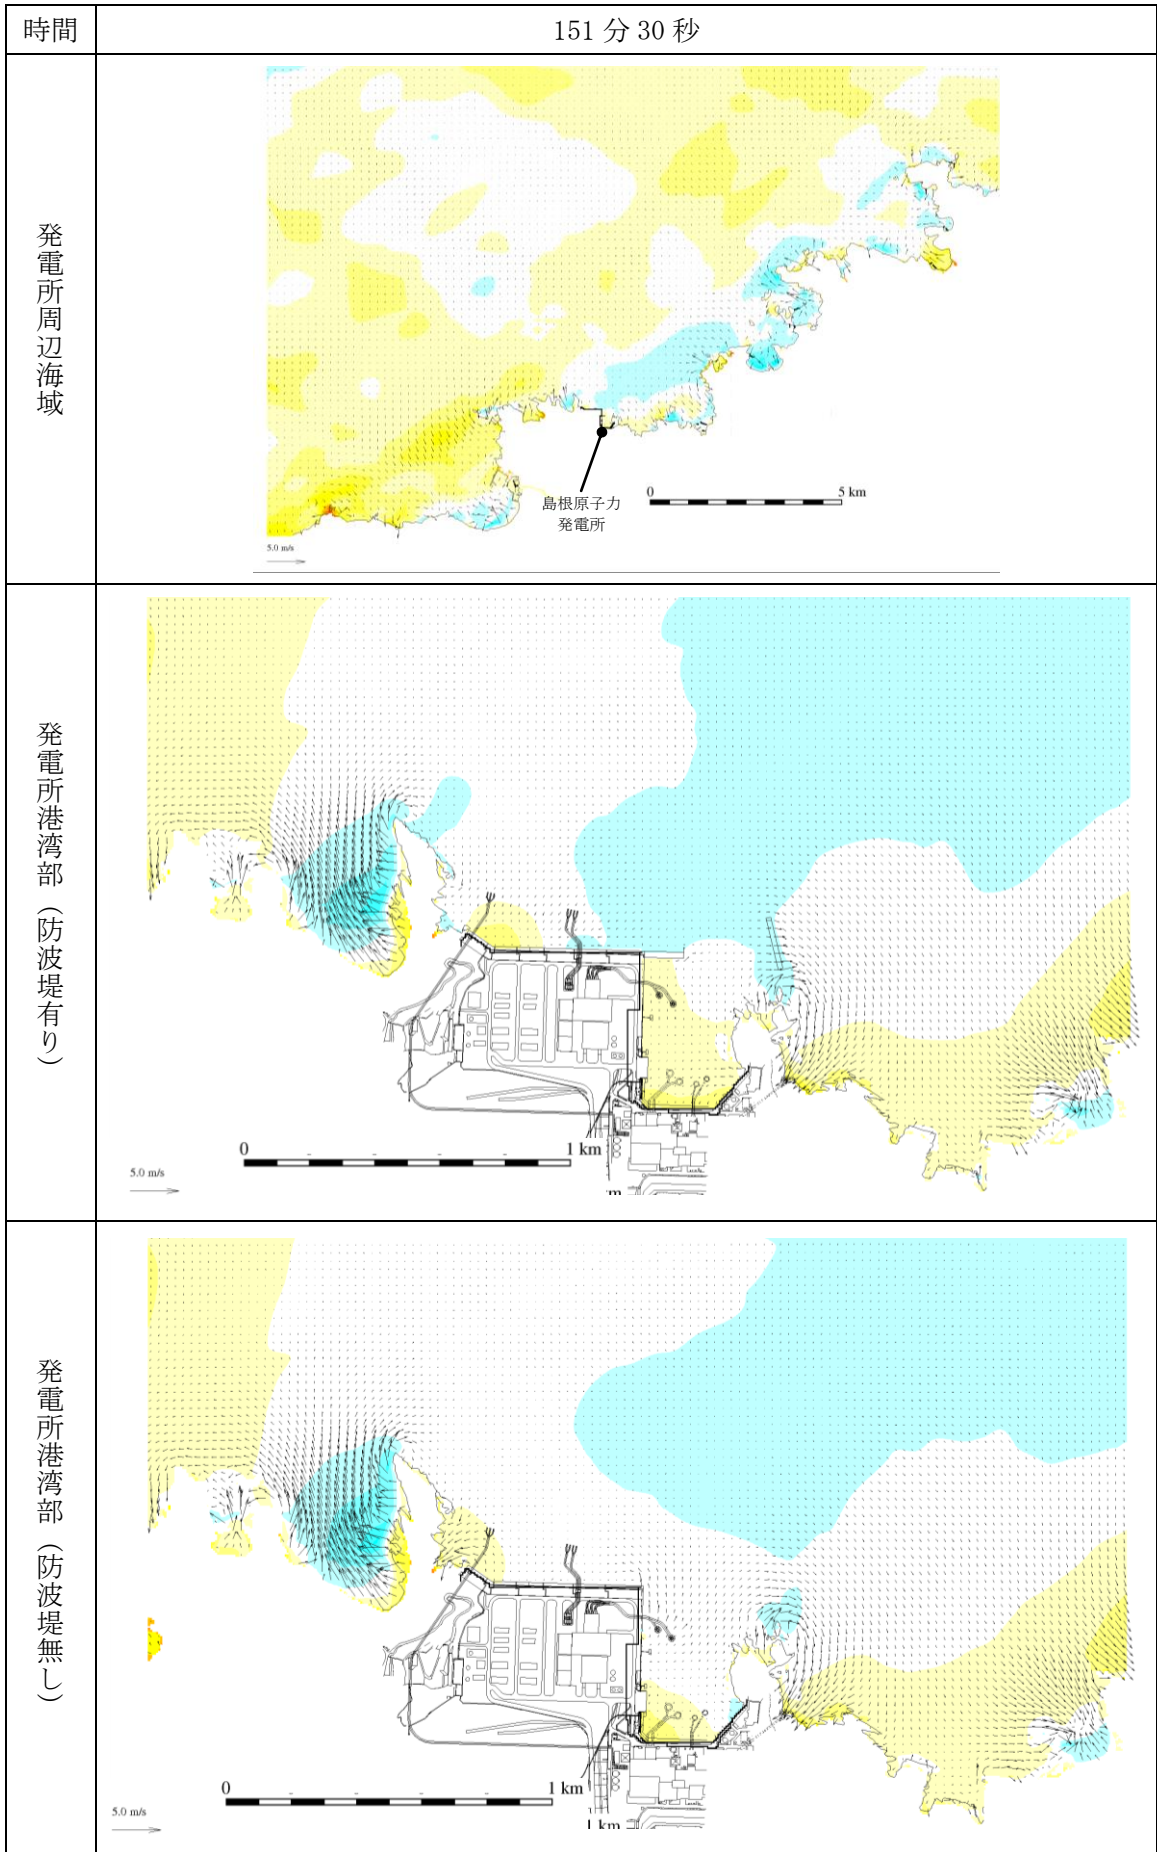 時間
151 分 30 秒
発電所周辺海域
島根原子力
発電所
0
5 km
5.0 m/s
発電所港湾部（防波堤有り）
0
1 km
5.0 m/s
m
発電所港湾部（防波堤無し）
0
1 km
5.0 m/s
1 km